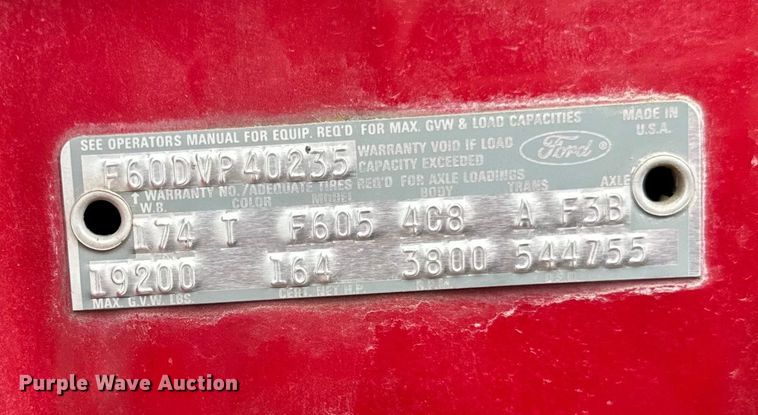 SEE OPERATORS MANUAL FOR EQUIP. REQ'D FOR MAX. GVW & LOAD CAPACITIES
MADE IN
U.S.A.
Ford ®
F60DVP40235
WARRANTY VOID IF LOAD
CAPACITY EXCEEDED
↑ WARRANTY NO./ADEQUATE TIRES REQ'D FOR AXLE LOADINGS
W.B. COLOR MODEL BODY TRANS. AXLE
174 T F605 4C8 A F3B
19200 164 3800 544755
MAX. G.V.W. LBS. CERT. NET H.P. R.P.M. D.S.O.
Purple Wave Auction